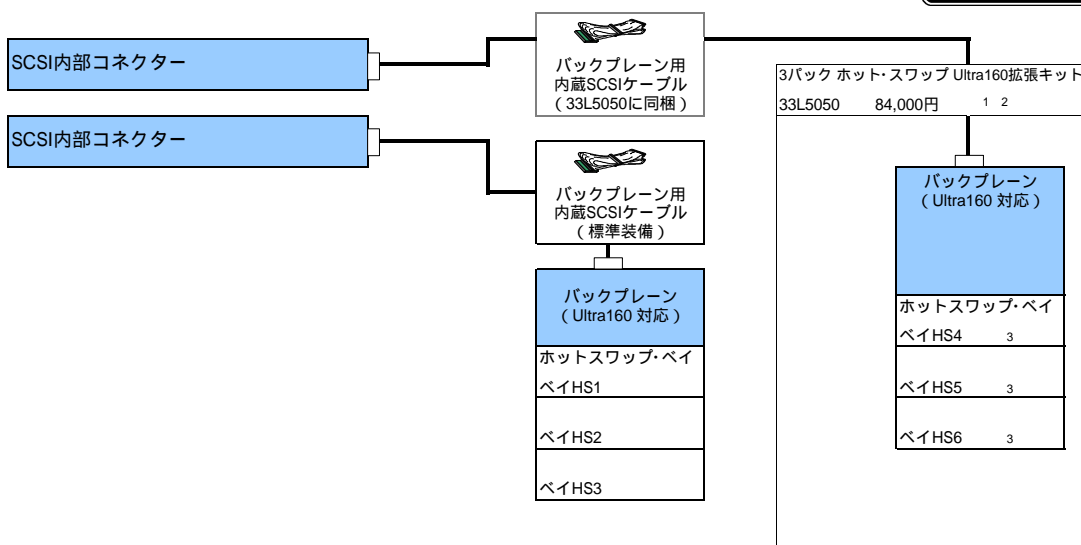 SCSI内部コネクター
バックプレーン用
内蔵SCSIケーブル
（33L5050に同梱）
3パック ホット・スワップ Ultra160拡張キット
33L5050 84,000円 1 2
SCSI内部コネクター
バックプレーン用
内蔵SCSIケーブル
（標準装備）
バックプレーン
（Ultra160 対応）
ホットスワップ・ベイ
ベイHS1
ベイHS2
ベイHS3
バックプレーン
（Ultra160 対応）
ホットスワップ・ベイ
ベイHS4 3
ベイHS5 3
ベイHS6 3